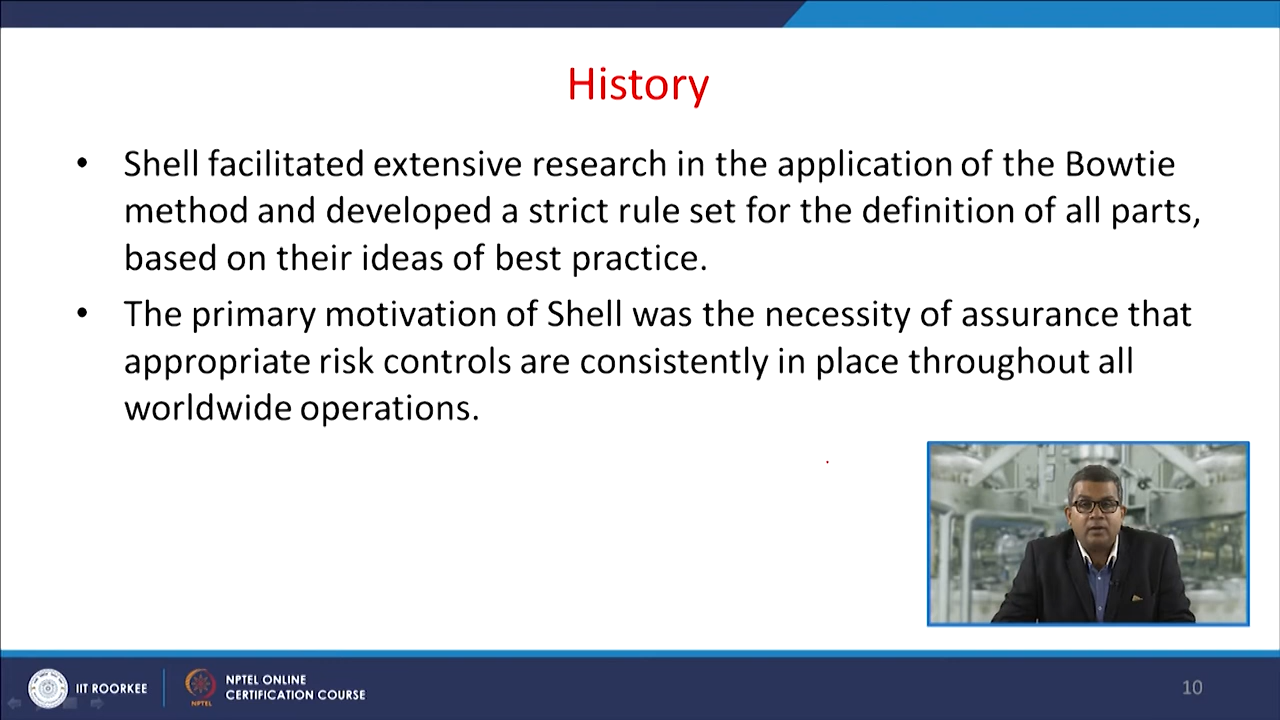 History
• Shell facilitated extensive research in the application of the Bowtie
method and developed a strict rule set for the definition of all parts,
based on their ideas of best practice.
• The primary motivation of Shell was the necessity of assurance that
appropriate risk controls are consistently in place throughout all
worldwide operations.
IIT ROORKEE
NPTEL
NPTEL ONLINE
CERTIFICATION COURSE
10